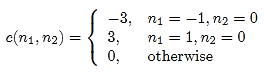 c(n₁, n₂) = { −3, n₁ = −1, n₂ = 0
3, n₁ = 1, n₂ = 0
0, otherwise